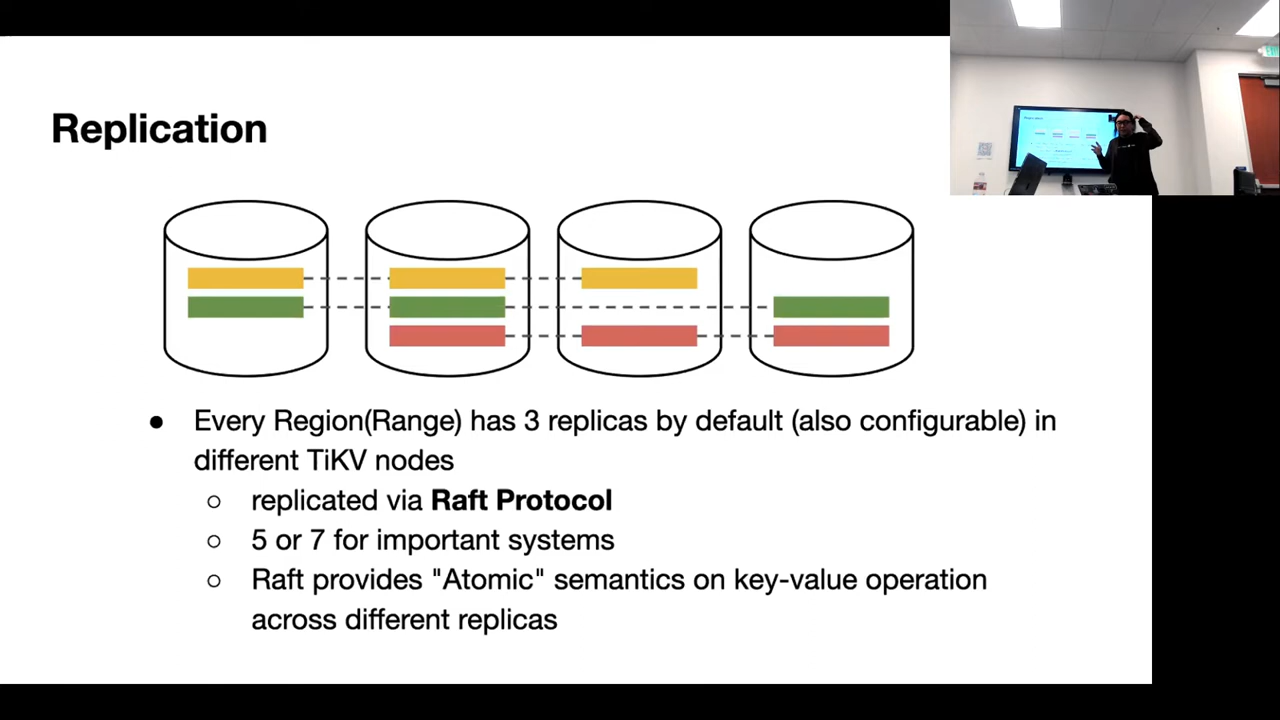 Replication
● Every Region(Range) has 3 replicas by default (also configurable) in
different TiKV nodes
○ replicated via Raft Protocol
○ 5 or 7 for important systems
○ Raft provides "Atomic" semantics on key-value operation
across different replicas